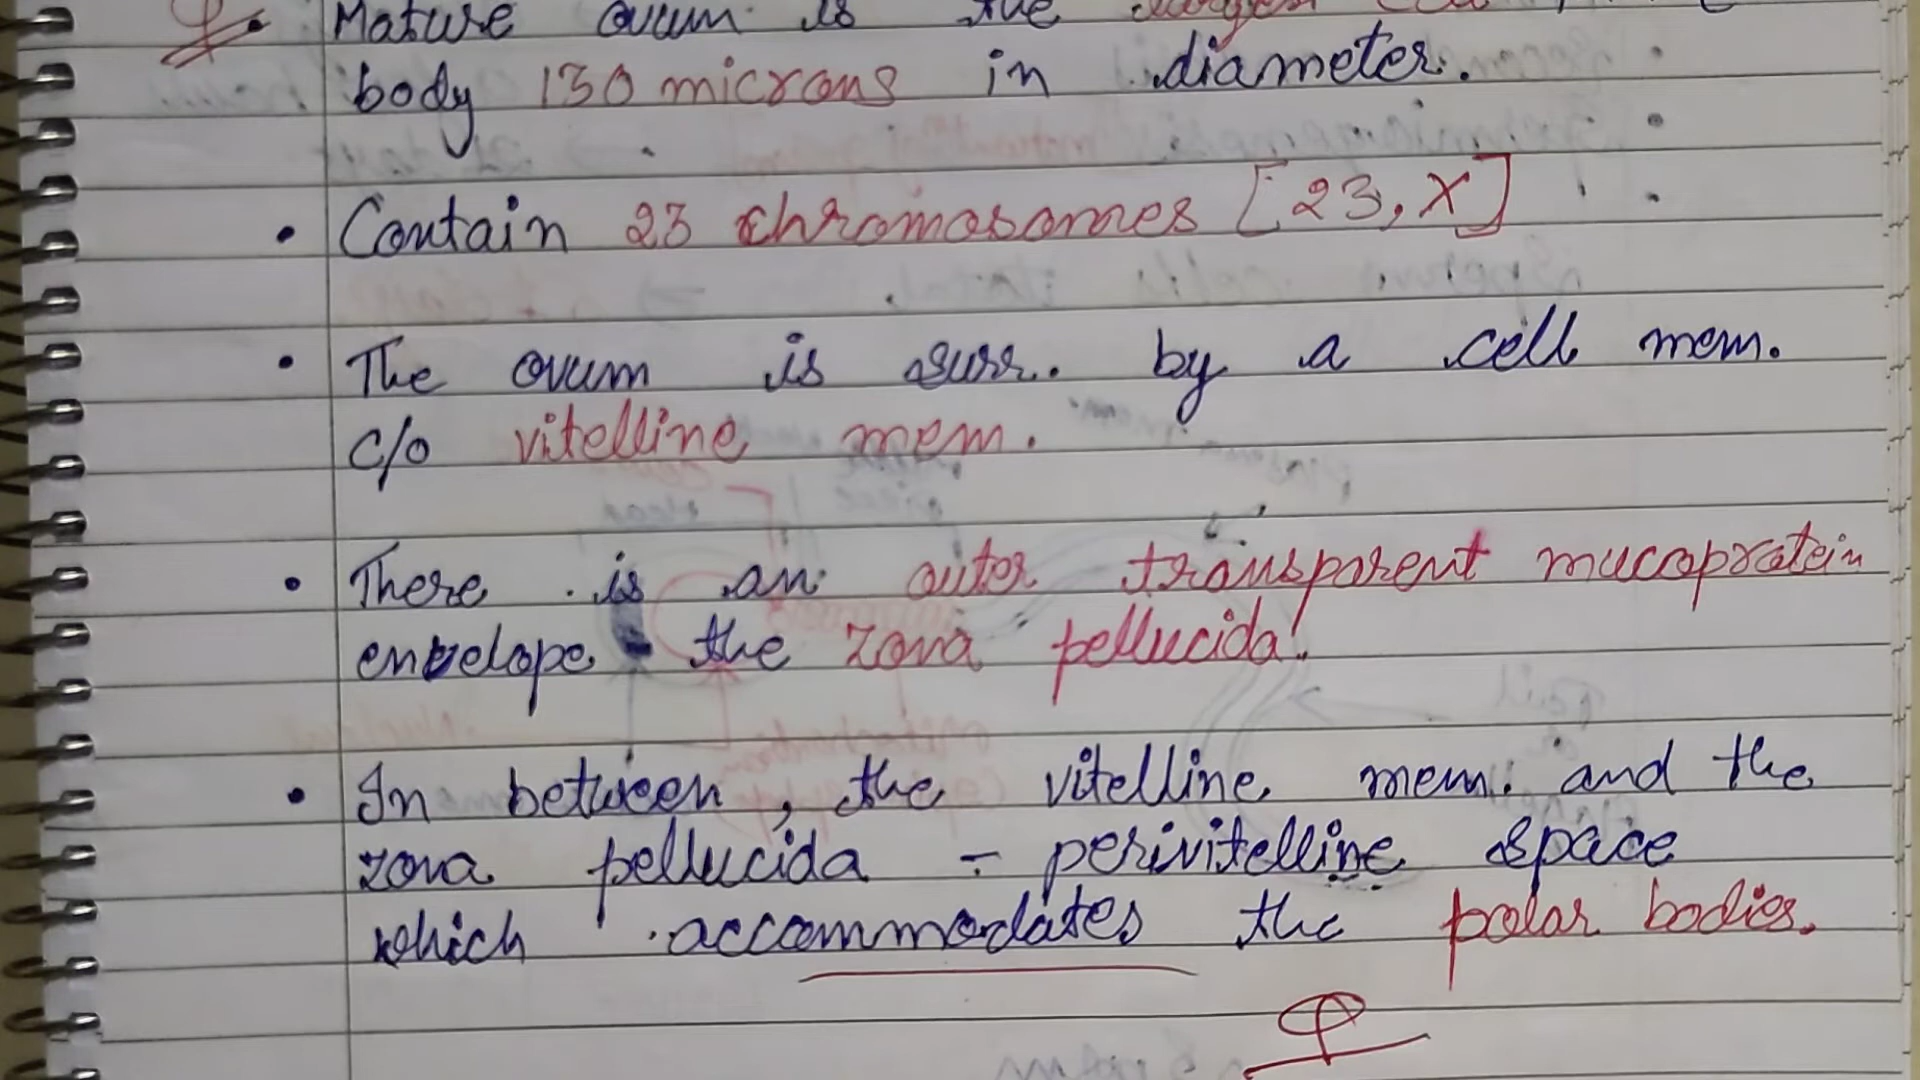 Mature ovum is the largest cell
body 130 microns in diameter.
• Contain 23 chromosomes [23, X]
• The ovum is surr. by a cell mem.
c/o vitelline mem.
• There is an outer transparent mucoprotein
envelope the zona pellucida.
• In between, the vitelline mem. and the
zona pellucida - perivitelline space
which accommodates the polar bodies.